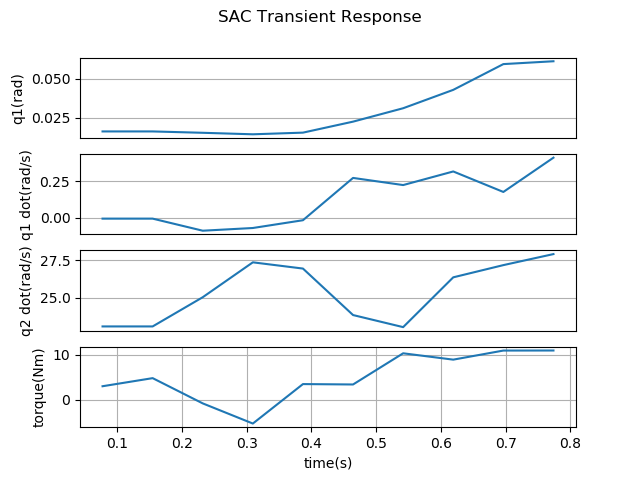 SAC Transient Response
q1(rad)
0.050
0.025
q1 dot(rad/s)
0.25
0.00
q2 dot(rad/s)
27.5
25.0
torque(Nm)
10
0
0.1 0.2 0.3 0.4 0.5 0.6 0.7 0.8
time(s)